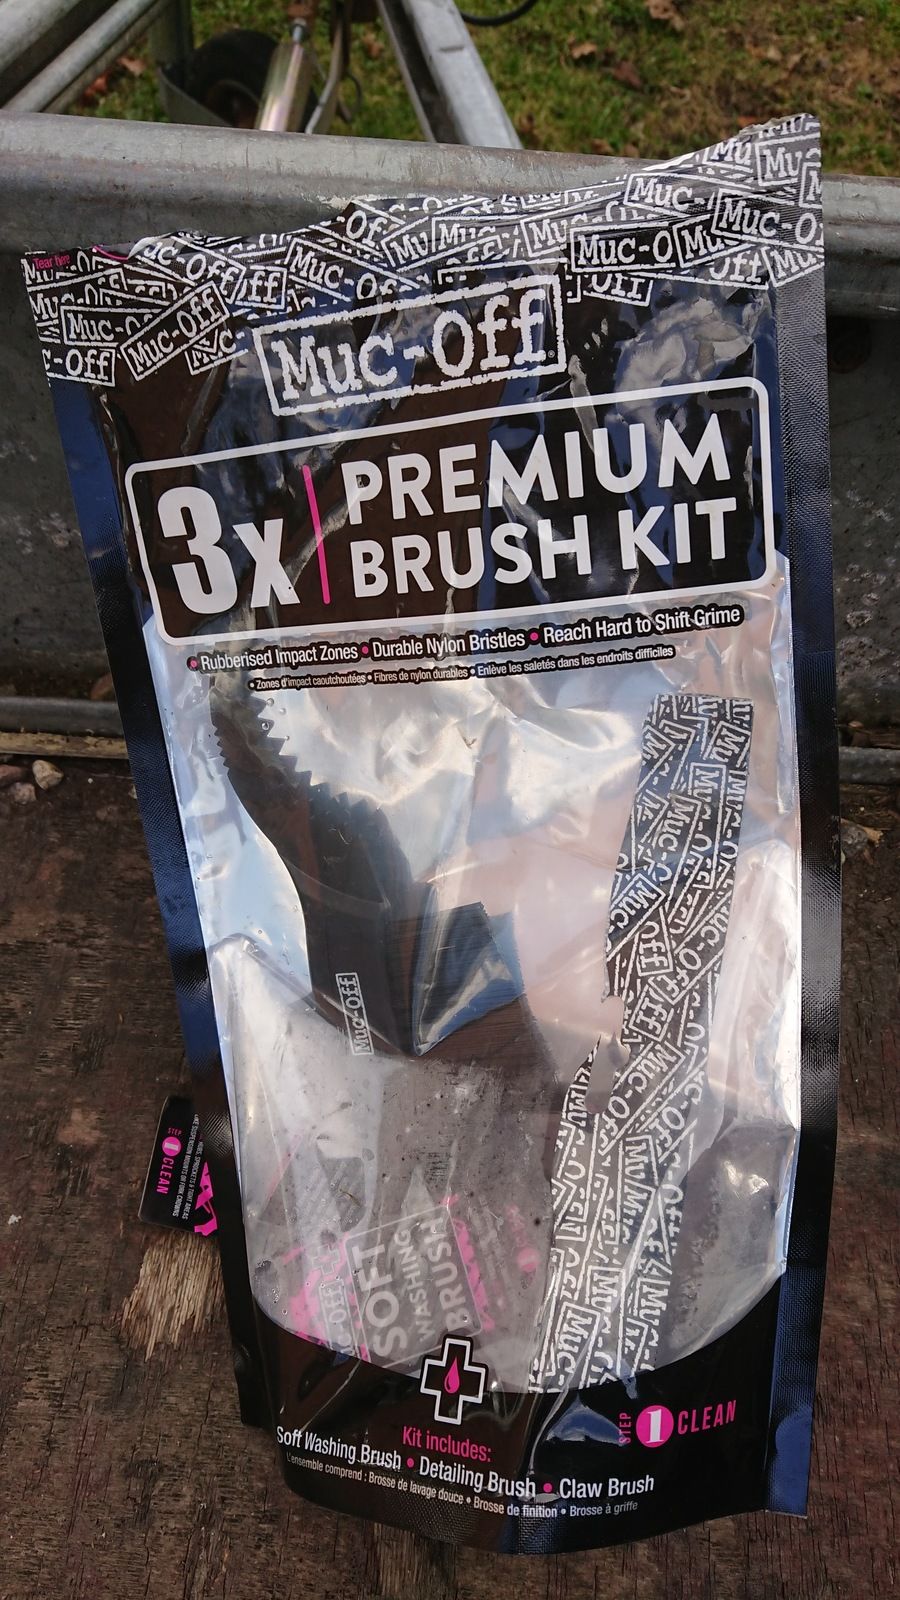 Tear here
Muc-Off
3x PREMIUM
BRUSH KIT
• Rubberised Impact Zones • Durable Nylon Bristles • Reach Hard to Shift Grime
• Zones d'impact caoutchoutées • Fibres de nylon durables • Enlève les saletés dans les endroits difficiles
Muc-Off
STEP 1 CLEAN
SOFT
WASHING
BRUSH
STEP 1 CLEAN
Kit includes:
Soft Washing Brush • Detailing Brush • Claw Brush
L'ensemble comprend : Brosse de lavage douce • Brosse de finition • Brosse à griffe